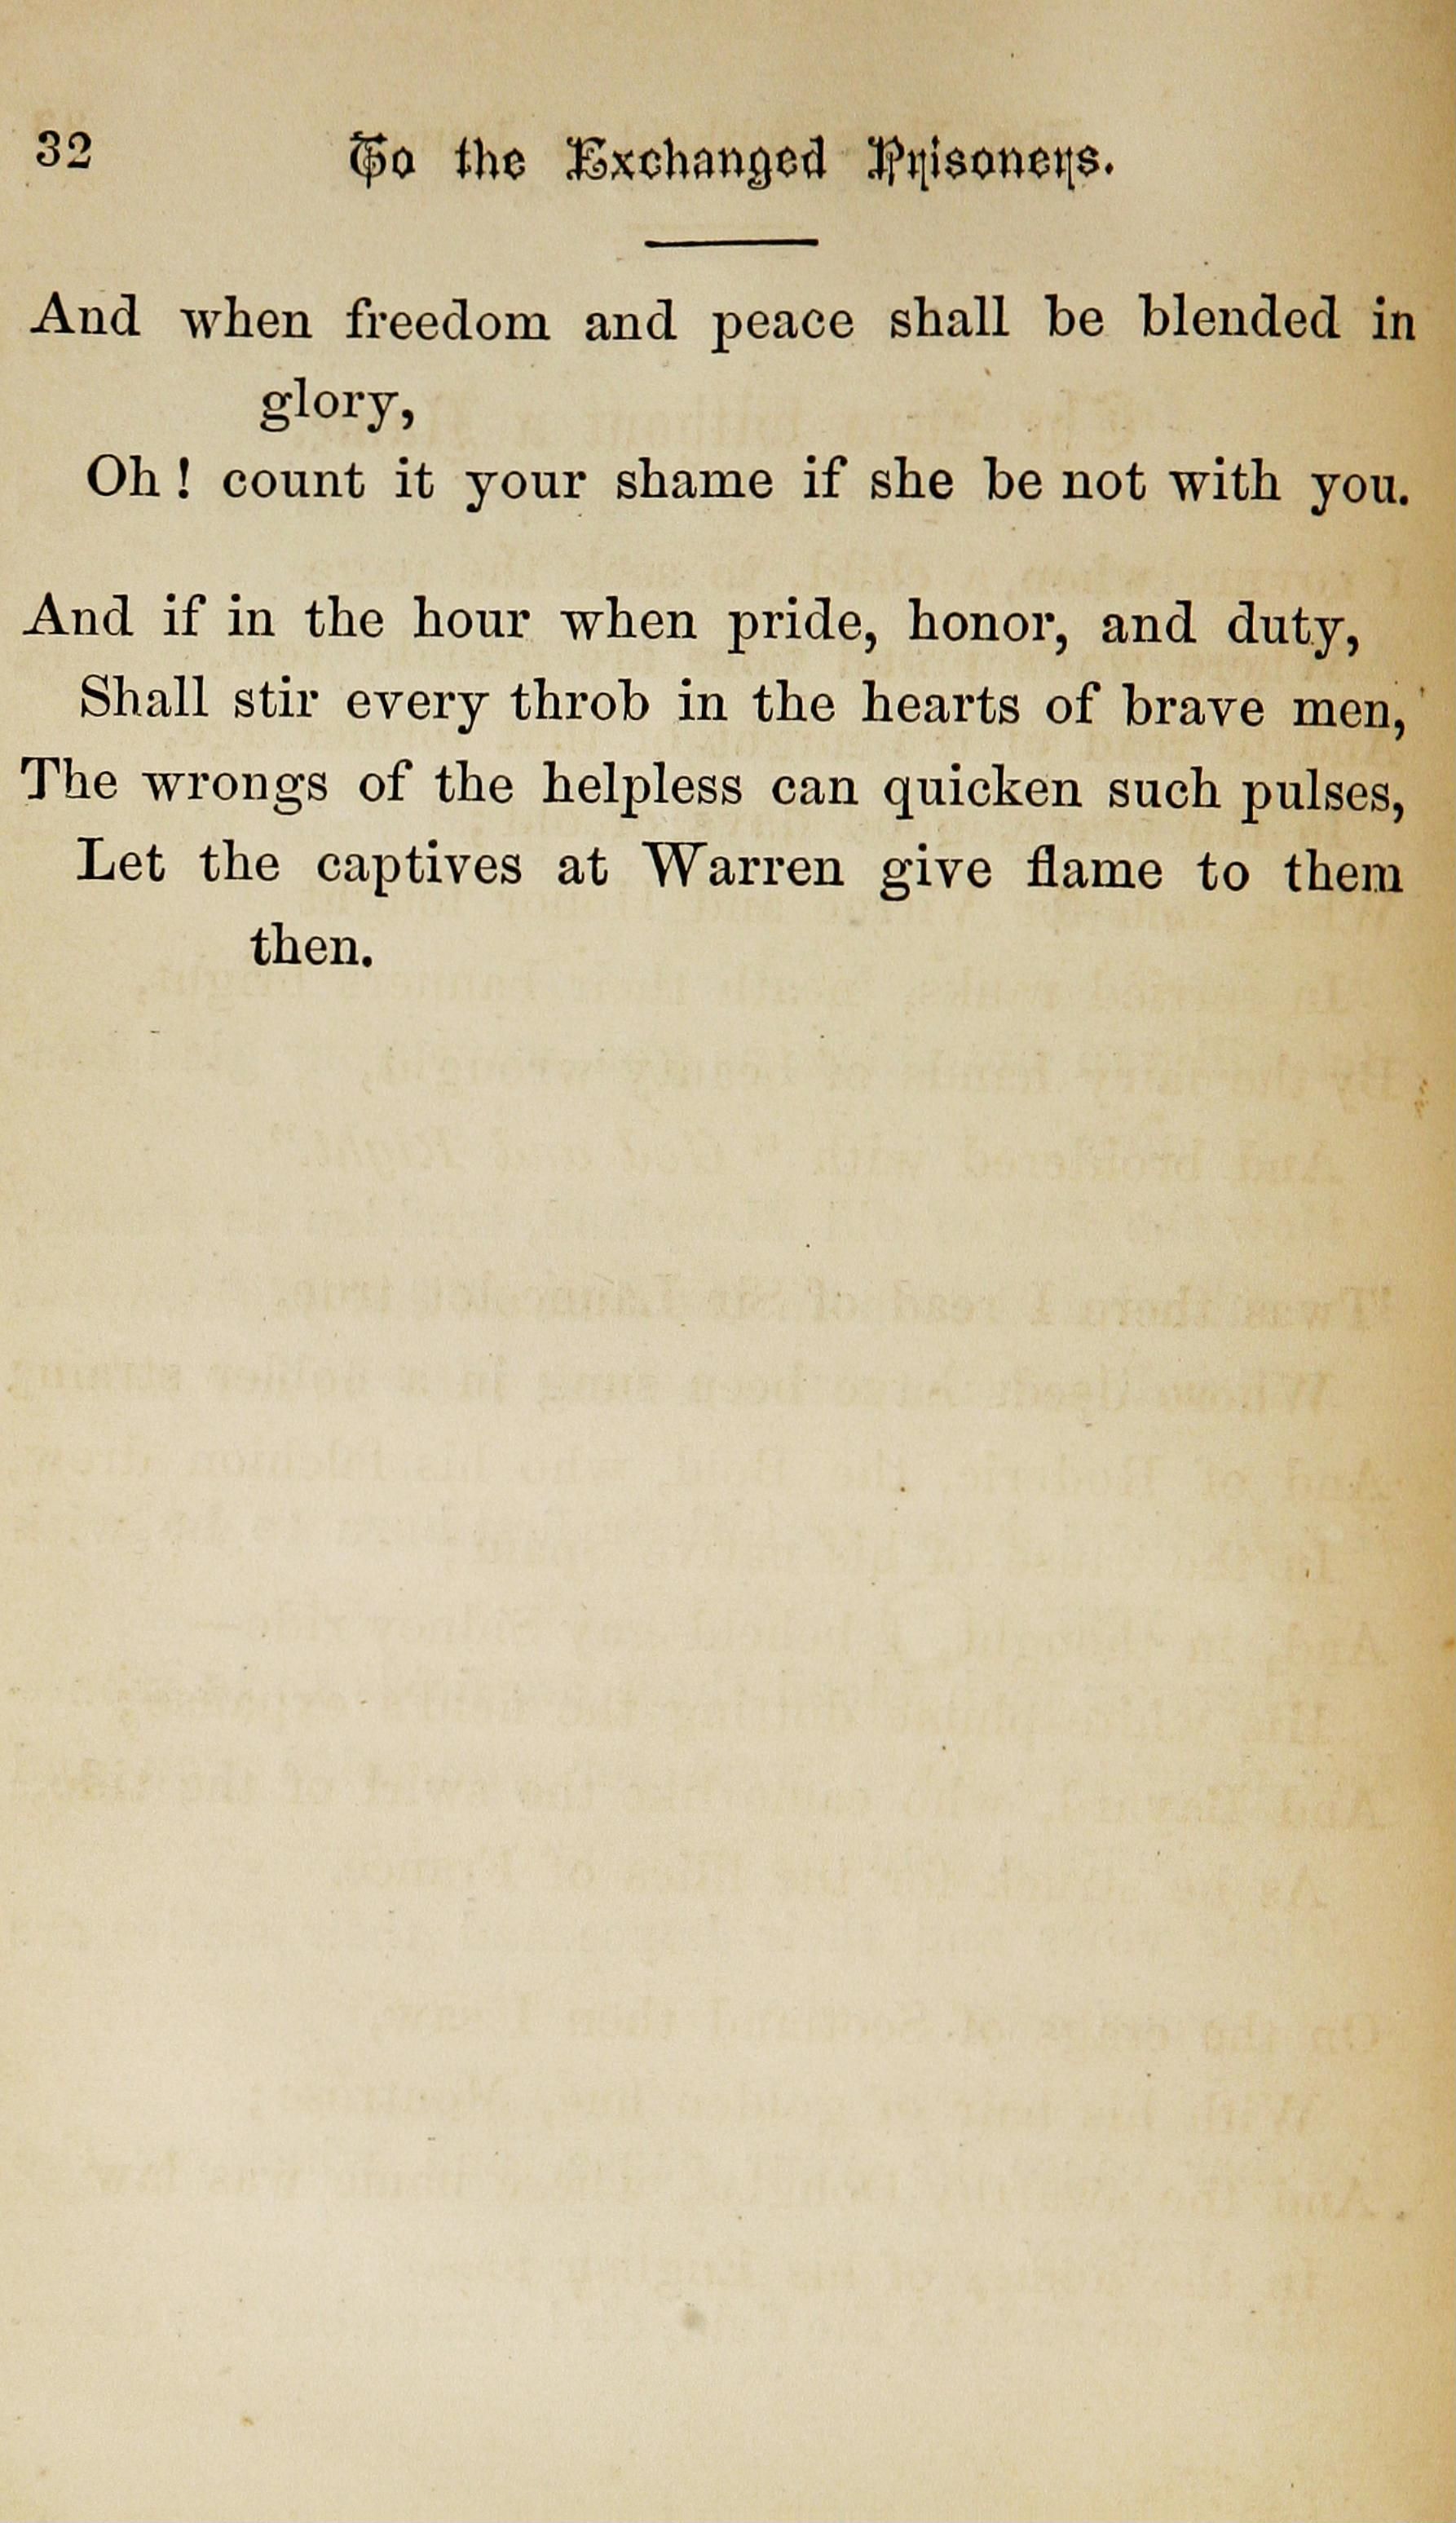 32 To the Exchanged Prisoners.
And when freedom and peace shall be blended in
glory,
Oh ! count it your shame if she be not with you.
And if in the hour when pride, honor, and duty,
Shall stir every throb in the hearts of brave men,
The wrongs of the helpless can quicken such pulses,
Let the captives at Warren give flame to them
then.